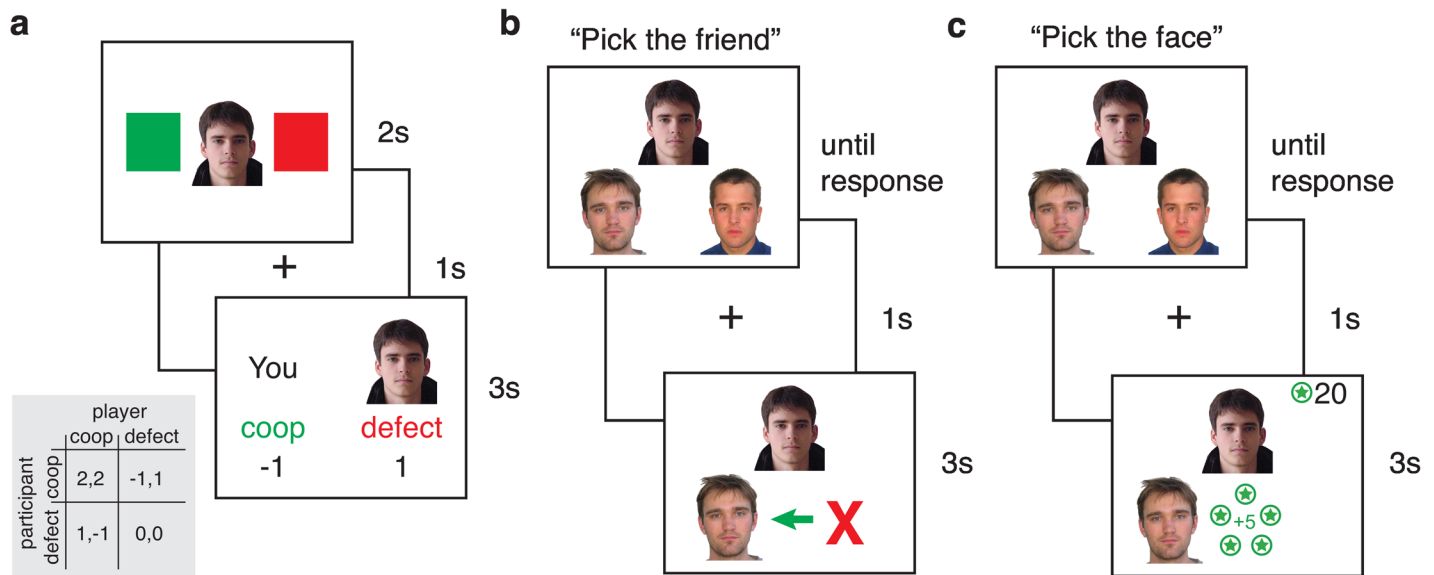 a
2s
+
1s
You
coop
defect
-1
1
3s
player
coop defect
participant
coop
2,2
-1,1
defect
1,-1
0,0
b
“Pick the friend”
until
response
+
1s
X
3s
c
“Pick the face”
until
response
+
1s
20
+5
3s